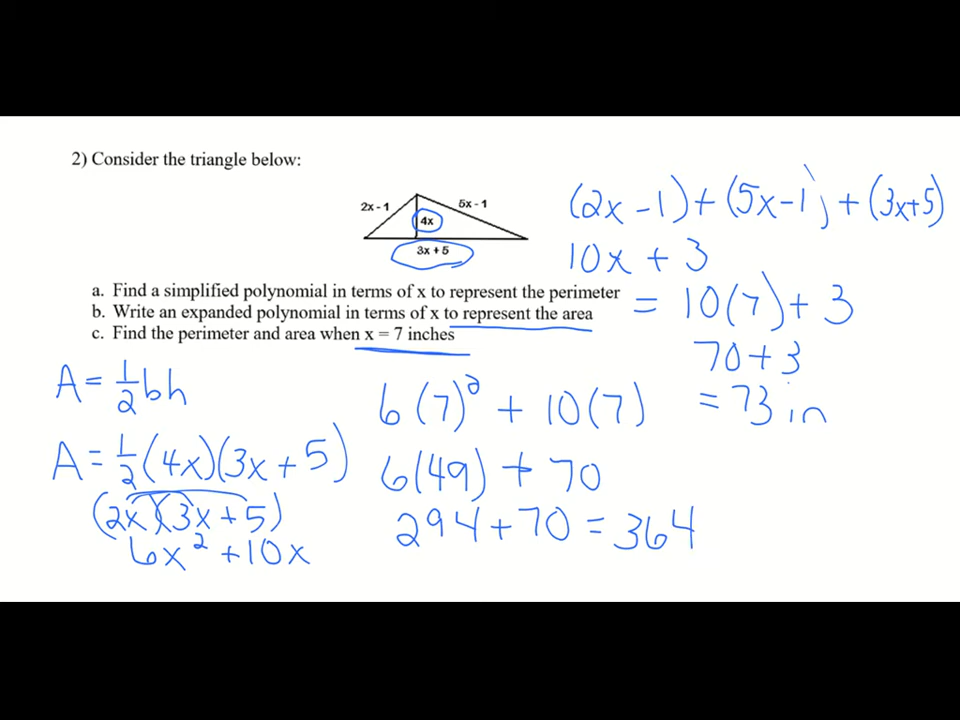 2) Consider the triangle below:
2x - 1
5x - 1
4x
3x + 5
a. Find a simplified polynomial in terms of x to represent the perimeter
b. Write an expanded polynomial in terms of x to represent the area
c. Find the perimeter and area when x = 7 inches
(2x - 1) + (5x - 1) + (3x + 5)
10x + 3
= 10(7) + 3
70 + 3
= 73 in
A = 1/2 bh
A = 1/2 (4x)(3x + 5)
(2x)(3x + 5)
6x² + 10x
6(7)² + 10(7)
6(49) + 70
294 + 70 = 364